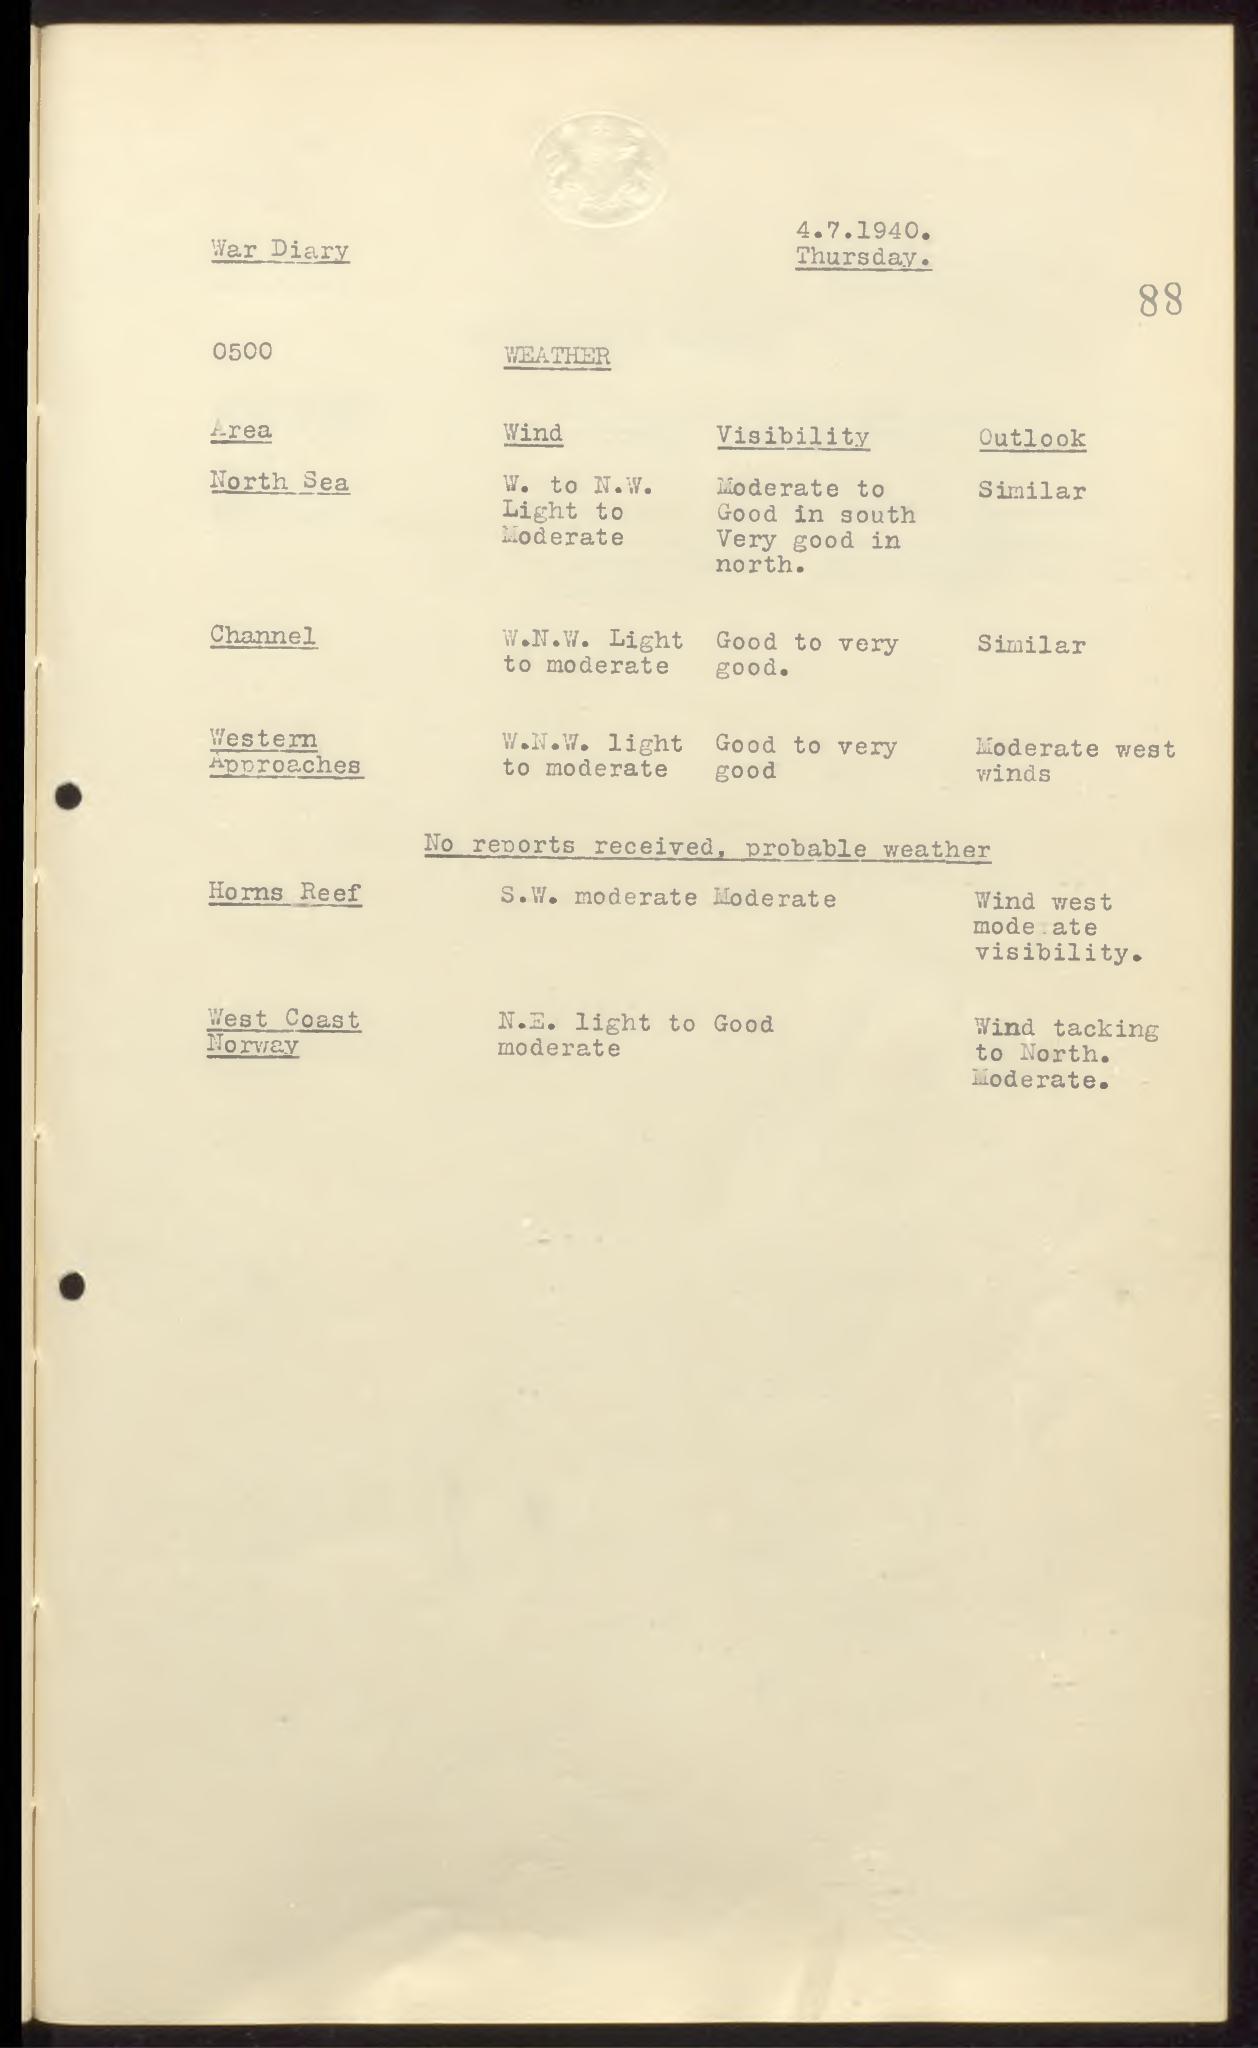 4.7.1940.
War Diary
Thursday.
88
0500 WEATHER
Area Wind Visibility Outlook
North Sea W. to N.W. Moderate to Similar
Light to Good in south
Moderate Very good in
north.
Channel W.N.W. Light Good to very Similar
to moderate good.
Western W.N.W. light Good to very Moderate west
Approaches to moderate good winds
No reports received, probable weather
Horns Reef S.W. moderate Moderate Wind west
mode ate
visibility.
West Coast N.E. light to Good Wind tacking
Norway moderate to North.
Moderate.